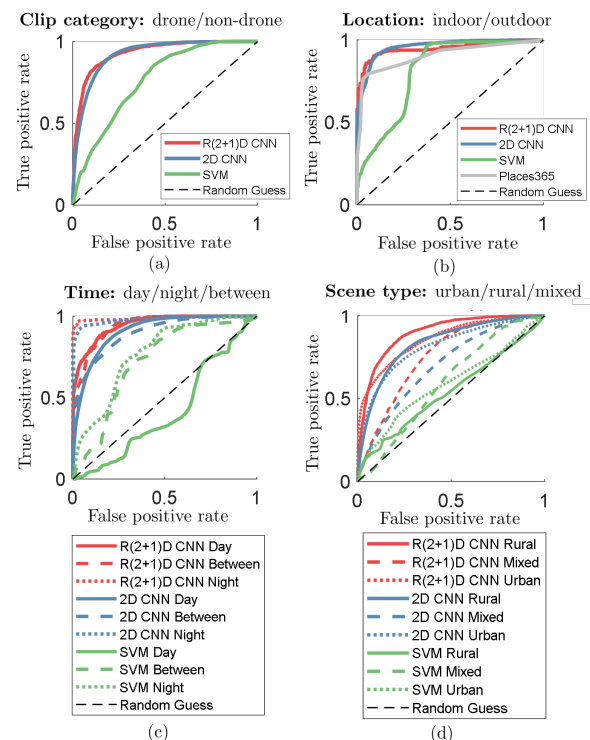 Clip category: drone/non-drone
True positive rate
1
0.5
0
0
0.5
1
R(2+1)D CNN
2D CNN
SVM
Random Guess
False positive rate
(a)
Location: indoor/outdoor
True positive rate
1
0.5
0
0
0.5
1
R(2+1)D CNN
2D CNN
SVM
Places365
Random Guess
False positive rate
(b)
Time: day/night/between
True positive rate
1
0.5
0
0
0.5
1
False positive rate
R(2+1)D CNN Day
R(2+1)D CNN Between
R(2+1)D CNN Night
2D CNN Day
2D CNN Between
2D CNN Night
SVM Day
SVM Between
SVM Night
Random Guess
(c)
Scene type: urban/rural/mixed
True positive rate
1
0.5
0
0
0.5
1
False positive rate
R(2+1)D CNN Rural
R(2+1)D CNN Mixed
R(2+1)D CNN Urban
2D CNN Rural
2D CNN Mixed
2D CNN Urban
SVM Rural
SVM Mixed
SVM Urban
Random Guess
(d)